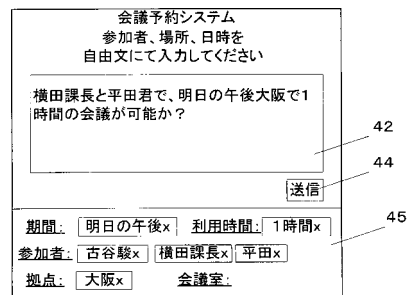 会議予約システム
参加者、場所、日時を
自由文にて入力してください
横田課長と平田君で、明日の午後大阪で1
時間の会議が可能か？
42
44
送信
45
期間: 明日の午後x 利用時間: 1時間x
参加者: 古谷駿x 横田課長x 平田x
拠点: 大阪x 会議室: